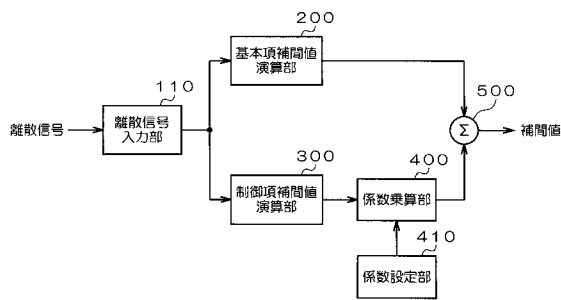 200
基本項補間値
演算部
110
離散信号
離散信号
入力部
500
Σ
補間値
300
制御項補間値
演算部
400
係数乗算部
410
係数設定部